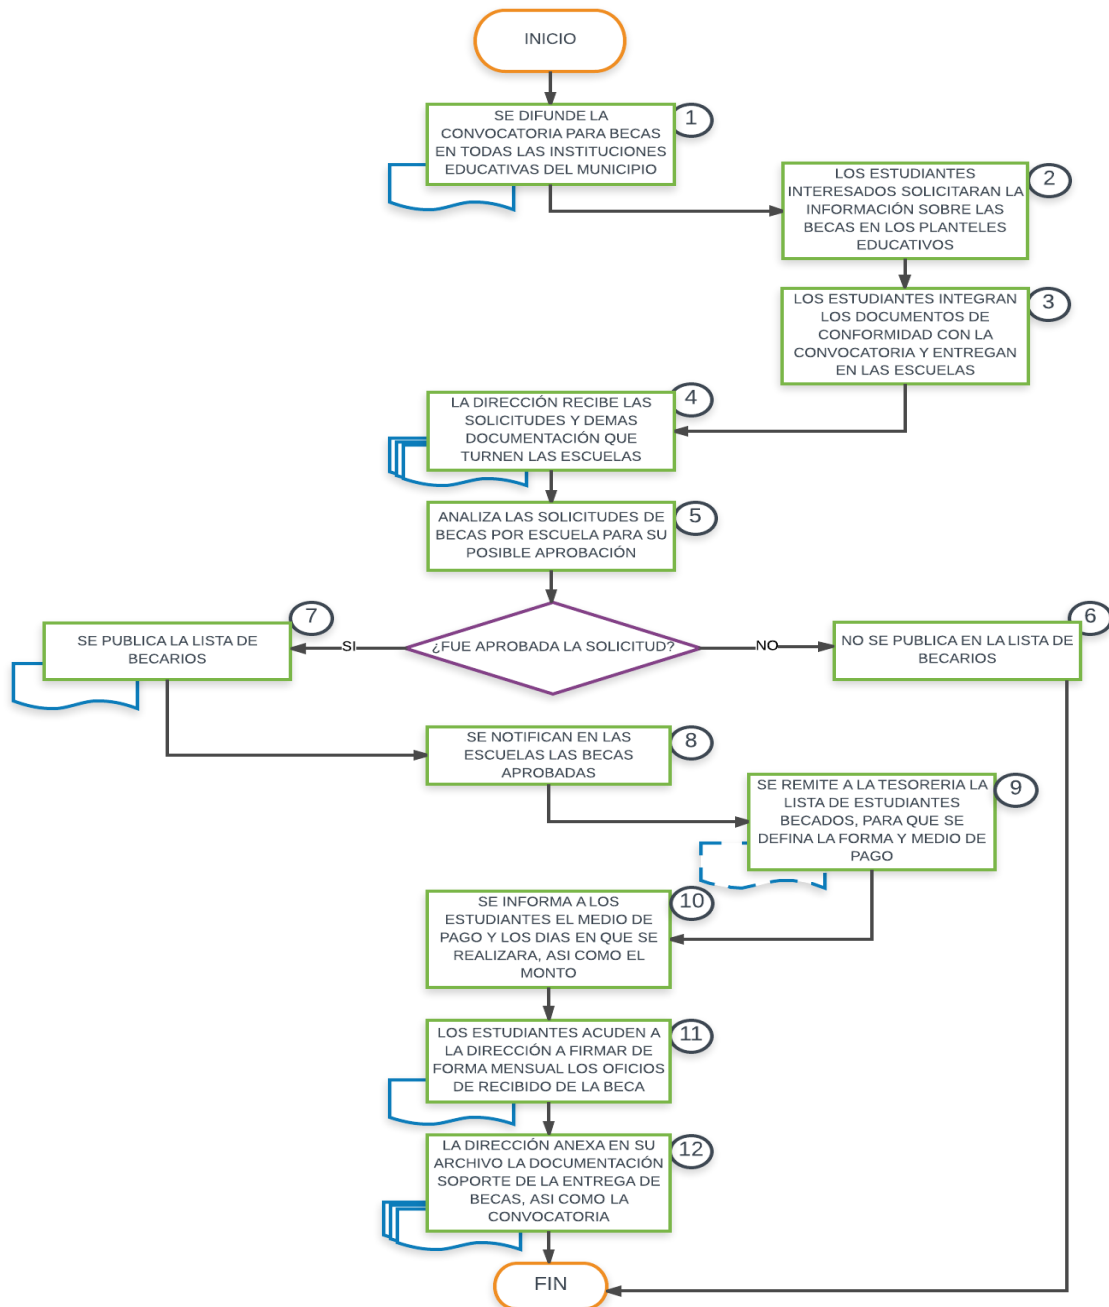 INICIO
1
SE DIFUNDE LA
CONVOCATORIA PARA BECAS
EN TODAS LAS INSTITUCIONES
EDUCATIVAS DEL MUNICIPIO
2
LOS ESTUDIANTES
INTERESADOS SOLICITARAN LA
INFORMACIÓN SOBRE LAS
BECAS EN LOS PLANTELES
EDUCATIVOS
3
LOS ESTUDIANTES INTEGRAN
LOS DOCUMENTOS DE
CONFORMIDAD CON LA
CONVOCATORIA Y ENTREGAN
EN LAS ESCUELAS
4
LA DIRECCIÓN RECIBE LAS
SOLICITUDES Y DEMAS
DOCUMENTACIÓN QUE
TURNEN LAS ESCUELAS
5
ANALIZA LAS SOLICITUDES DE
BECAS POR ESCUELA PARA SU
POSIBLE APROBACIÓN
¿FUE APROBADA LA SOLICITUD?
SI
NO
7
SE PUBLICA LA LISTA DE
BECARIOS
6
NO SE PUBLICA EN LA LISTA DE
BECARIOS
8
SE NOTIFICAN EN LAS
ESCUELAS LAS BECAS
APROBADAS
9
SE REMITE A LA TESORERIA LA
LISTA DE ESTUDIANTES
BECADOS, PARA QUE SE
DEFINA LA FORMA Y MEDIO DE
PAGO
10
SE INFORMA A LOS
ESTUDIANTES EL MEDIO DE
PAGO Y LOS DIAS EN QUE SE
REALIZARA, ASI COMO EL
MONTO
11
LOS ESTUDIANTES ACUDEN A
LA DIRECCIÓN A FIRMAR DE
FORMA MENSUAL LOS OFICIOS
DE RECIBIDO DE LA BECA
12
LA DIRECCIÓN ANEXA EN SU
ARCHIVO LA DOCUMENTACIÓN
SOPORTE DE LA ENTREGA DE
BECAS, ASI COMO LA
CONVOCATORIA
FIN